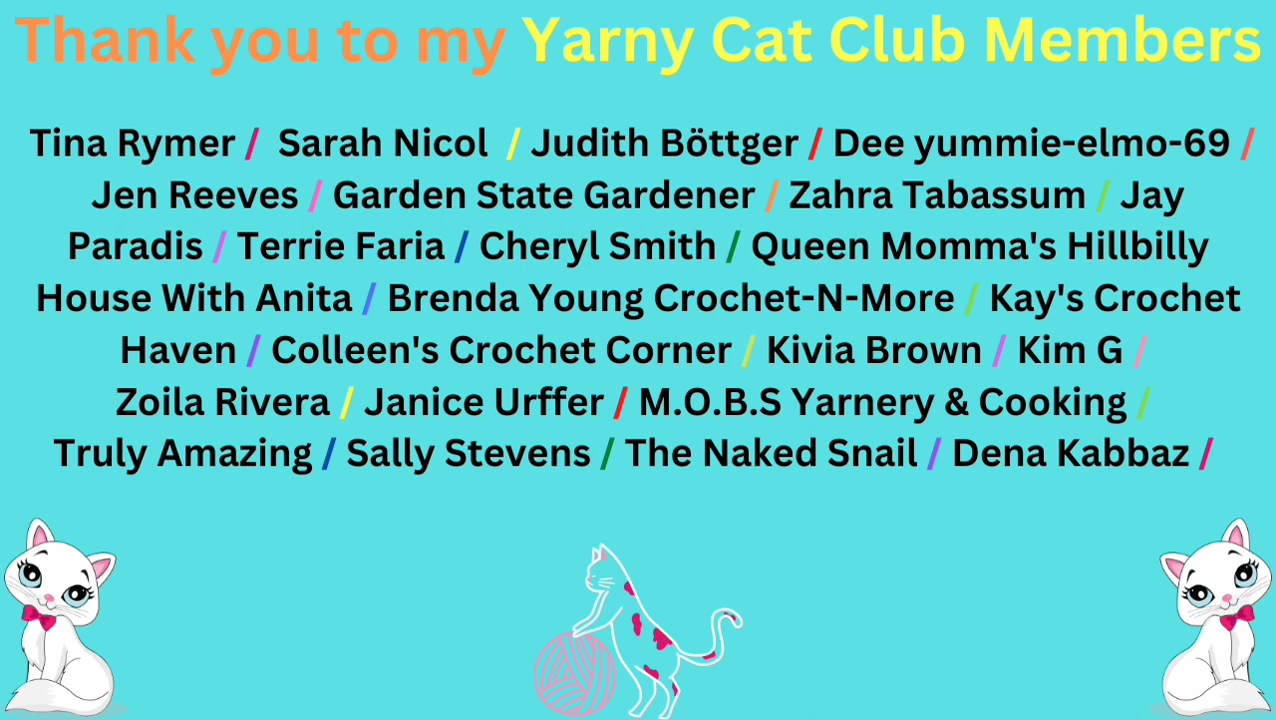 Thank you to my Yarny Cat Club Members
Tina Rymer / Sarah Nicol / Judith Böttger / Dee yummie-elmo-69 /
Jen Reeves / Garden State Gardener / Zahra Tabassum / Jay
Paradis / Terrie Faria / Cheryl Smith / Queen Momma's Hillbilly
House With Anita / Brenda Young Crochet-N-More / Kay's Crochet
Haven / Colleen's Crochet Corner / Kivia Brown / Kim G /
Zoila Rivera / Janice Urffer / M.O.B.S Yarnery & Cooking /
Truly Amazing / Sally Stevens / The Naked Snail / Dena Kabbaz /